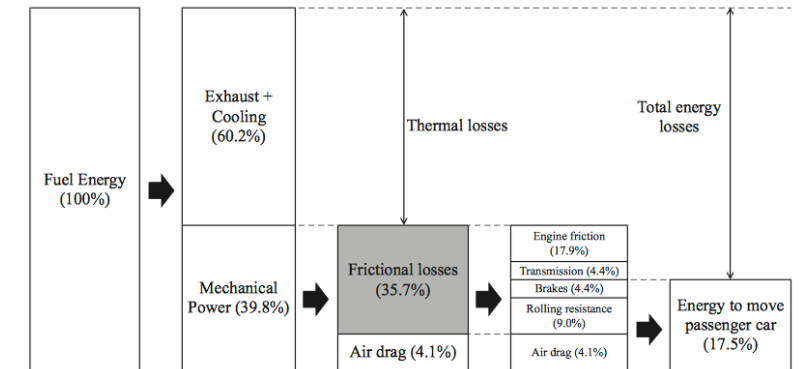 Fuel Energy
(100%)
Exhaust +
Cooling
(60.2%)
Mechanical
Power (39.8%)
Thermal losses
Frictional losses
(35.7%)
Air drag (4.1%)
Engine friction
(17.9%)
Transmission (4.4%)
Brakes (4.4%)
Rolling resistance
(9.0%)
Air drag (4.1%)
Total energy
losses
Energy to move
passenger car
(17.5%)